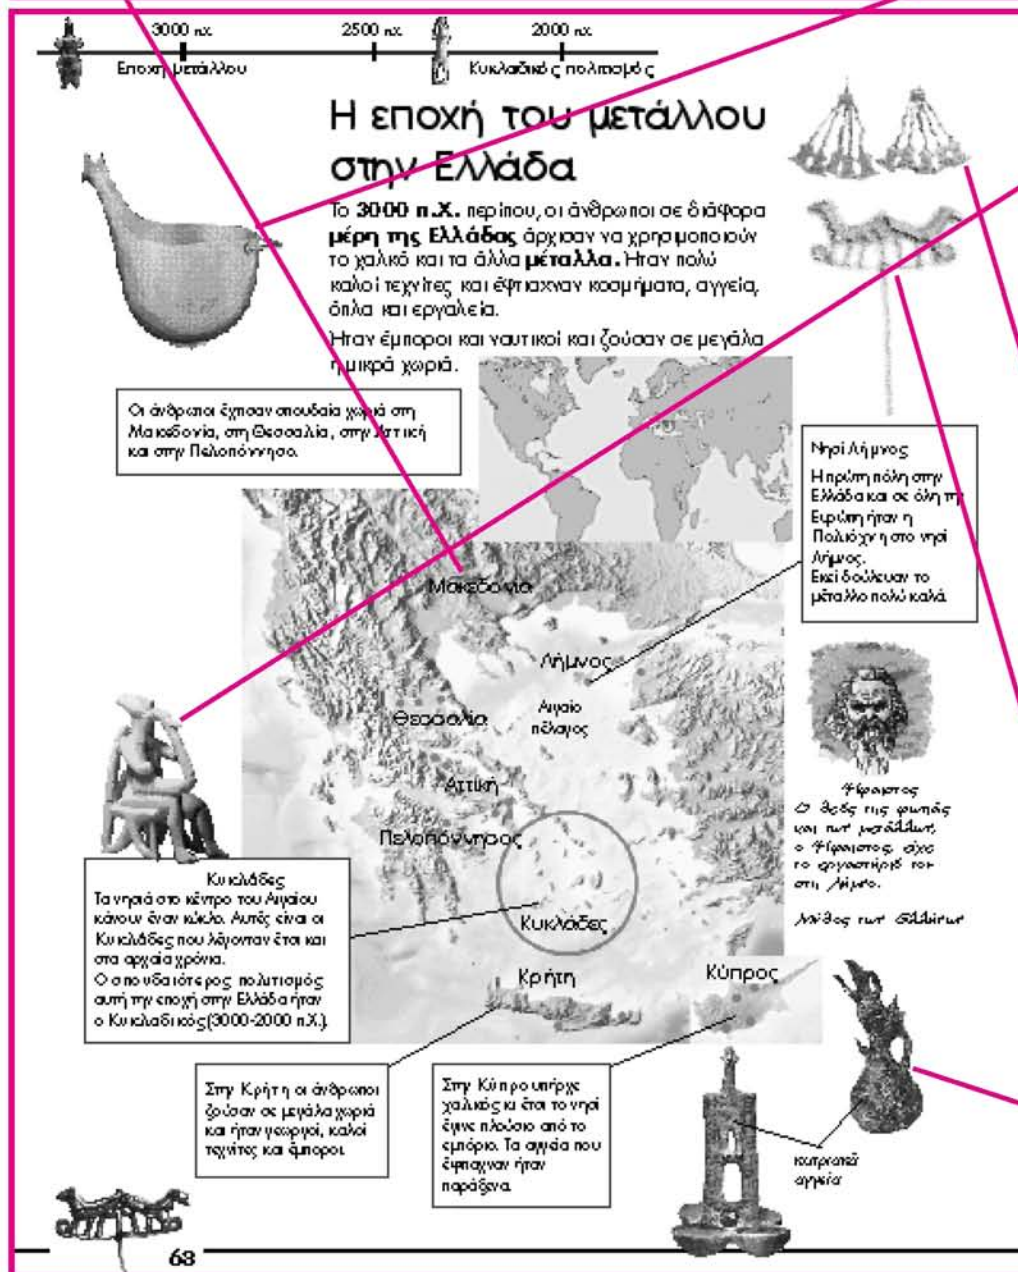 3000 π.Χ.
2500 π.Χ.
2000 π.Χ.
Εποχή μετάλλου
Κυκλαδικός πολιτισμός
Η εποχή του μετάλλου
στην Ελλάδα
Το 3000 π.Χ. περίπου, οι άνθρωποι σε διάφορα
μέρη της Ελλάδας άρχισαν να χρησιμοποιούν
το χαλκό και τα άλλα μέταλλα. Ήταν πολύ
καλοί τεχνίτες και έφτιαχναν κοσμήματα, αγγεία,
όπλα και εργαλεία.
Ήταν έμποροι και ναυτικοί και ζούσαν σε μεγάλα
ή μικρά χωριά.
Οι άνθρωποι έχτισαν σπουδαία χωριά στη
Μακεδονία, στη Θεσσαλία, στην Αττική
και στην Πελοπόννησο.
Νησί Λήμνος
Η πρώτη πόλη στην
Ελλάδα και σε όλη την
Ευρώπη ήταν η
Πολιόχνη στο νησί
Λήμνος.
Εκεί δούλευαν το
μέταλλο πολύ καλά.
Μακεδονία
Λήμνος
Αιγαίο
πέλαγος
Θεσσαλία
Αττική
Πελοπόννησος
Κυκλάδες
Κρήτη
Κύπρος
Ήφαιστος
Ο θεός της φωτιάς
και των μετάλλων,
ο Ήφαιστος, είχε
το εργαστήριό του
στη Λήμνο.
Μύθος των Ελλήνων
Κυκλάδες
Τα νησιά στο κέντρο του Αιγαίου
κάνουν έναν κύκλο. Αυτές είναι οι
Κυκλάδες που λέγονταν έτσι και
στα αρχαία χρόνια.
Ο σπουδαιότερος πολιτισμός
αυτή την εποχή στην Ελλάδα ήταν
ο Κυκλαδικός (3000-2000 π.Χ.).
Στην Κρήτη οι άνθρωποι
ζούσαν σε μεγάλα χωριά
και ήταν γεωργοί, καλοί
τεχνίτες και έμποροι.
Στην Κύπρο υπήρχε
χαλκός κι έτσι το νησί
έγινε πλούσιο από το
εμπόριο. Τα αγγεία που
έφτιαχναν ήταν
παράξενα.
κυπριακά
αγγεία
68